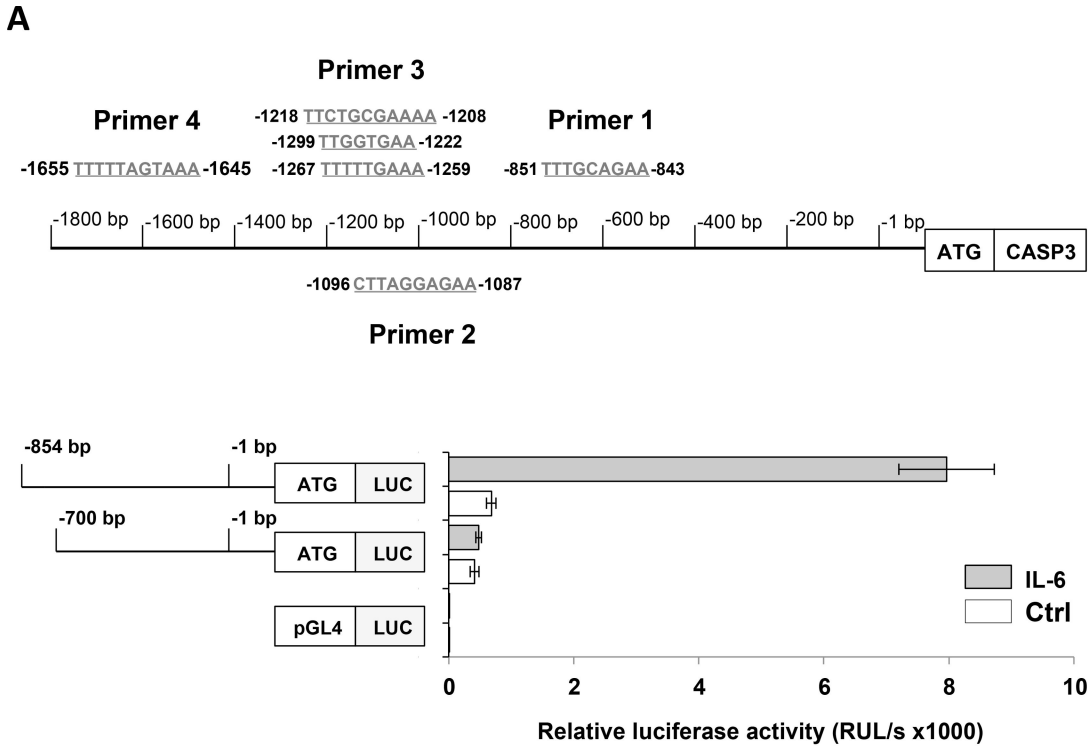 A
Primer 3
-1218 TTCTGCGAAAA -1208
Primer 4
Primer 1
-1299 TTGGTGAA -1222
-1655 TTTTTAGTAAA -1645
-1267 TTTTTGAAA -1259
-851 TTTGCAGAA -843
-1800 bp -1600 bp -1400 bp -1200 bp -1000 bp -800 bp -600 bp -400 bp -200 bp -1 bp
ATG CASP3
-1096 CTTAGGAGAA -1087
Primer 2
-854 bp -1 bp
ATG LUC
-700 bp -1 bp
ATG LUC
IL-6
Ctrl
pGL4 LUC
0 2 4 6 8 10
Relative luciferase activity (RUL/s x1000)